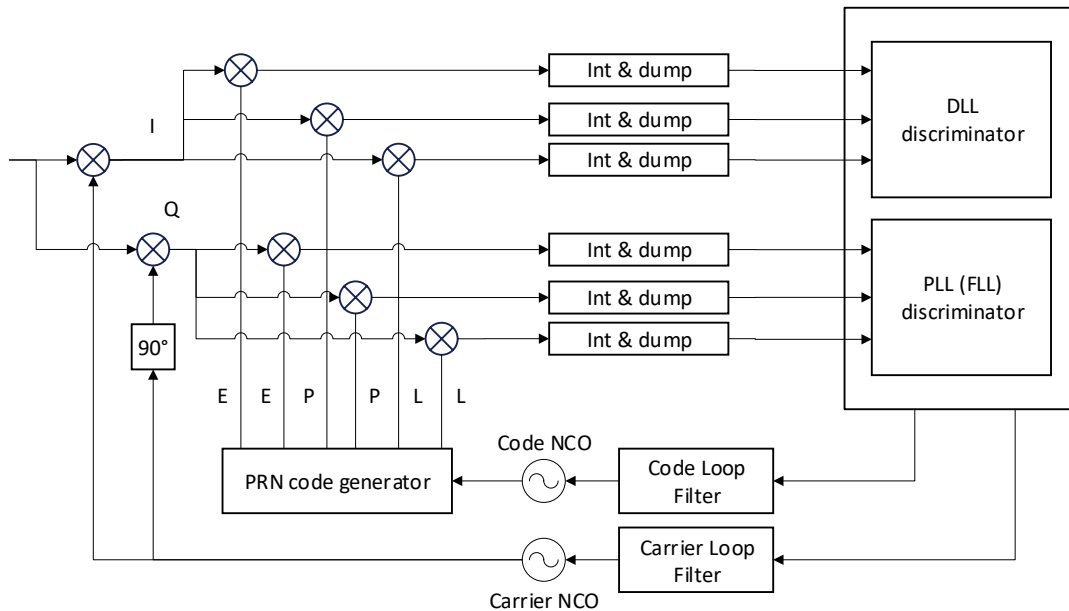 Int & dump
I
Int & dump
DLL
discriminator
Int & dump
Q
Int & dump
Int & dump
PLL (FLL)
discriminator
Int & dump
90°
E E P P L L
Code NCO
PRN code generator
Code Loop
Filter
Carrier Loop
Filter
Carrier NCO